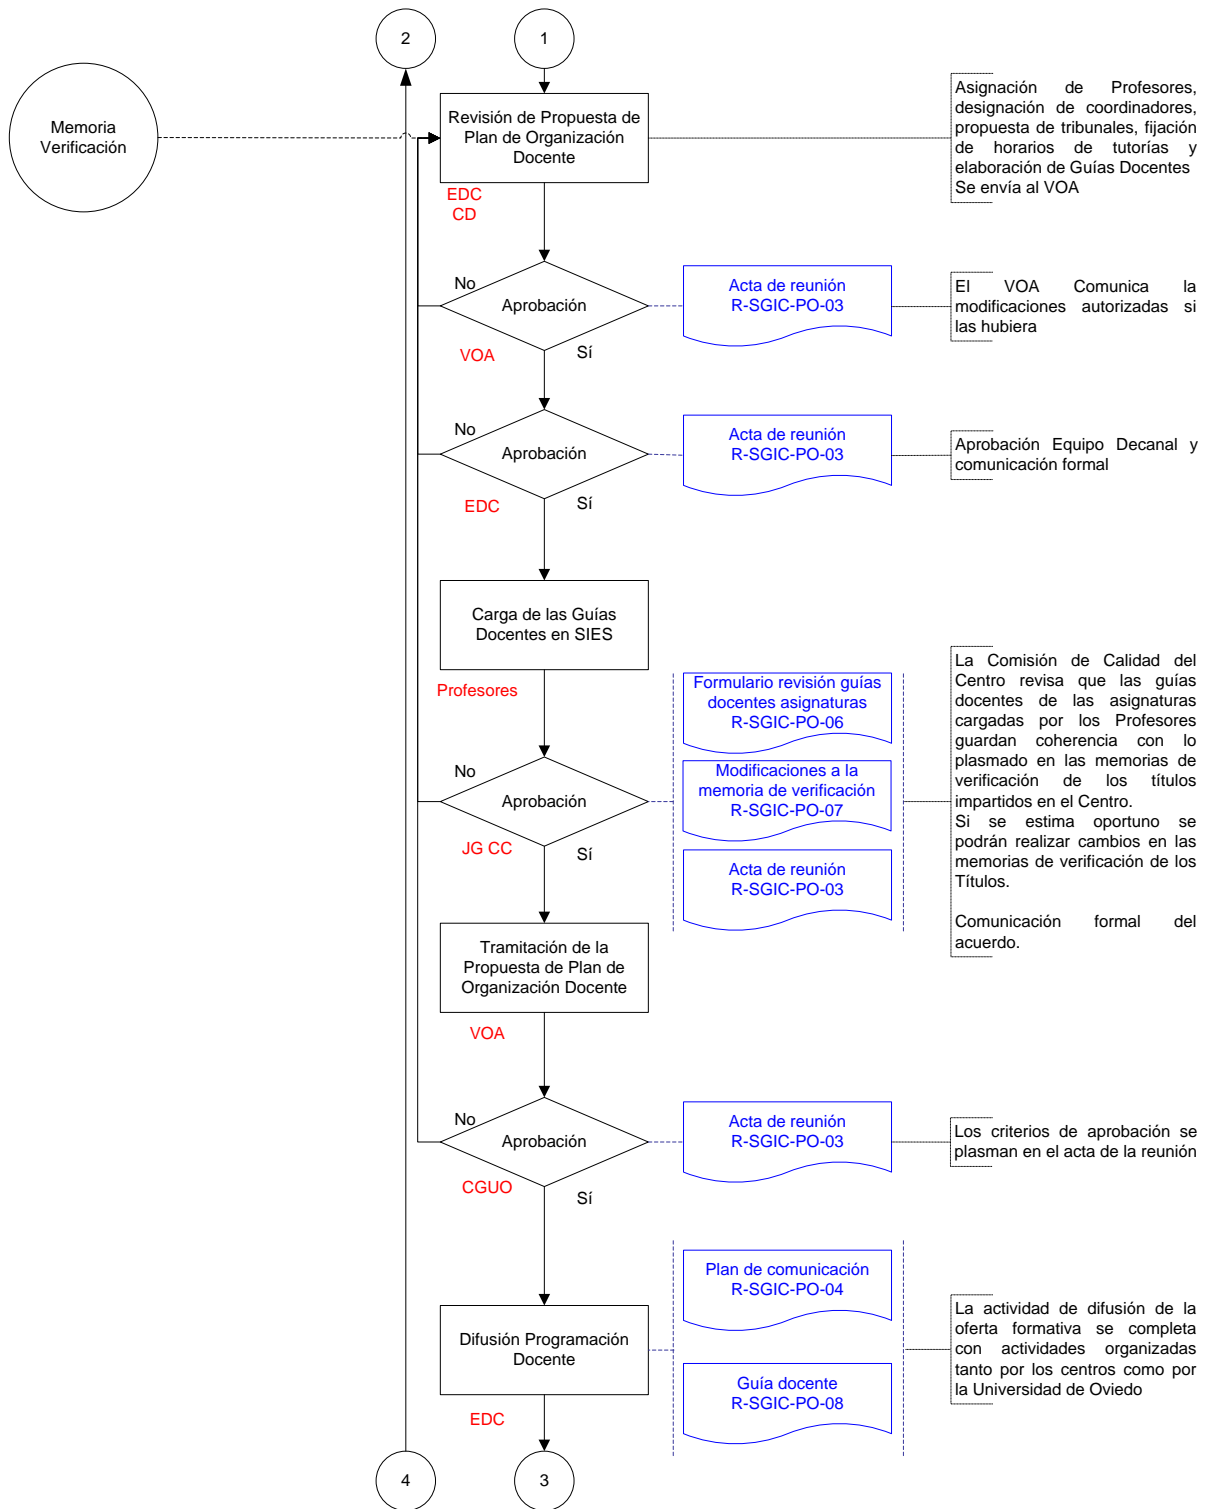 2
1
Memoria
Verificación
Revisión de Propuesta de
Plan de Organización
Docente
EDC
CD
Asignación de Profesores,
designación de coordinadores,
propuesta de tribunales, fijación
de horarios de tutorías y
elaboración de Guías Docentes
Se envía al VOA
No
Aprobación
VOA
Sí
Acta de reunión
R-SGIC-PO-03
El VOA Comunica la
modificaciones autorizadas si
las hubiera
No
Aprobación
EDC
Sí
Acta de reunión
R-SGIC-PO-03
Aprobación Equipo Decanal y
comunicación formal
Carga de las Guías
Docentes en SIES
Profesores
Formulario revisión guías
docentes asignaturas
R-SGIC-PO-06
No
Aprobación
JG CC
Sí
Modificaciones a la
memoria de verificación
R-SGIC-PO-07
Acta de reunión
R-SGIC-PO-03
La Comisión de Calidad del
Centro revisa que las guías
docentes de las asignaturas
cargadas por los Profesores
guardan coherencia con lo
plasmado en las memorias de
verificación de los títulos
impartidos en el Centro.
Si se estima oportuno se
podrán realizar cambios en las
memorias de verificación de los
Títulos.
Comunicación formal del
acuerdo.
Tramitación de la
Propuesta de Plan de
Organización Docente
VOA
No
Aprobación
CGUO
Sí
Acta de reunión
R-SGIC-PO-03
Los criterios de aprobación se
plasman en el acta de la reunión
Plan de comunicación
R-SGIC-PO-04
Difusión Programación
Docente
EDC
Guía docente
R-SGIC-PO-08
La actividad de difusión de la
oferta formativa se completa
con actividades organizadas
tanto por los centros como por
la Universidad de Oviedo
4
3